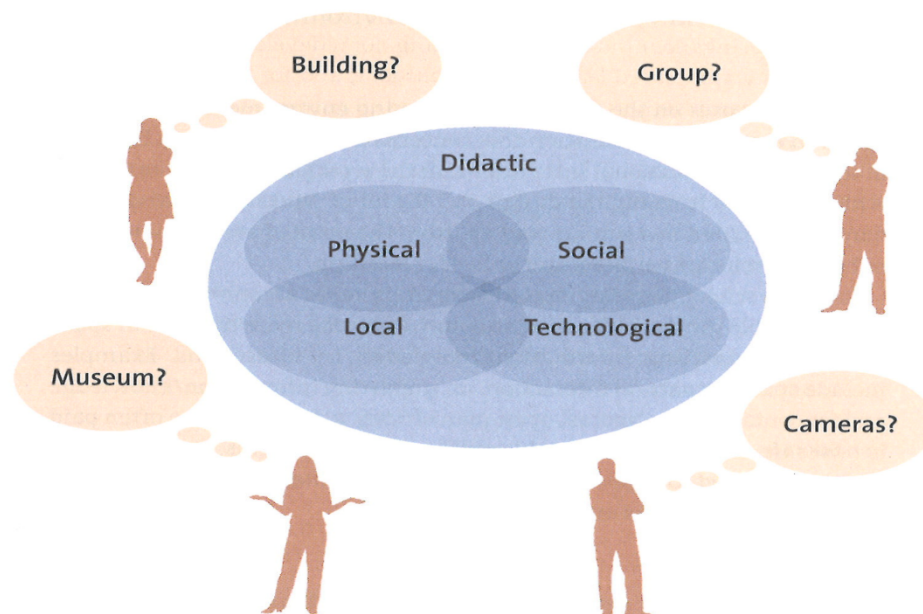 Building?
Group?
Didactic
Physical
Social
Local
Technological
Museum?
Cameras?